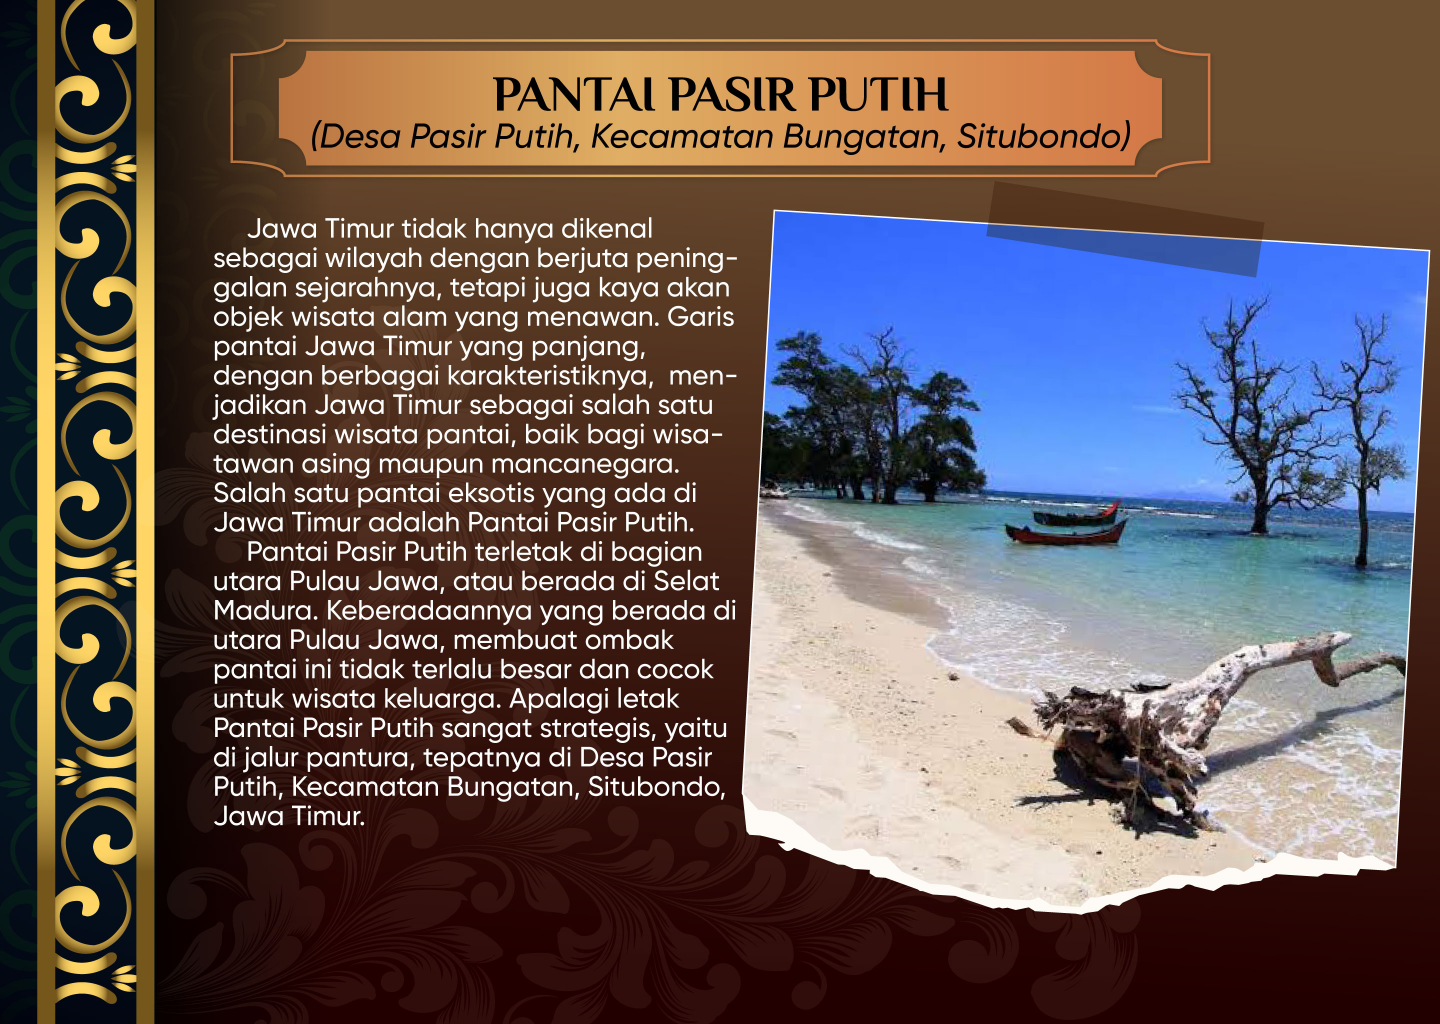 PANTAI PASIR PUTIH
(Desa Pasir Putih, Kecamatan Bungatan, Situbondo)
Jawa Timur tidak hanya dikenal
sebagai wilayah dengan berjuta pening-
galan sejarahnya, tetapi juga kaya akan
objek wisata alam yang menawan. Garis
pantai Jawa Timur yang panjang,
dengan berbagai karakteristiknya,  men-
jadikan Jawa Timur sebagai salah satu
destinasi wisata pantai, baik bagi wisa-
tawan asing maupun mancanegara.
Salah satu pantai eksotis yang ada di
Jawa Timur adalah Pantai Pasir Putih.
Pantai Pasir Putih terletak di bagian
utara Pulau Jawa, atau berada di Selat
Madura. Keberadaannya yang berada di
utara Pulau Jawa, membuat ombak
pantai ini tidak terlalu besar dan cocok
untuk wisata keluarga. Apalagi letak
Pantai Pasir Putih sangat strategis, yaitu
di jalur pantura, tepatnya di Desa Pasir
Putih, Kecamatan Bungatan, Situbondo,
Jawa Timur.